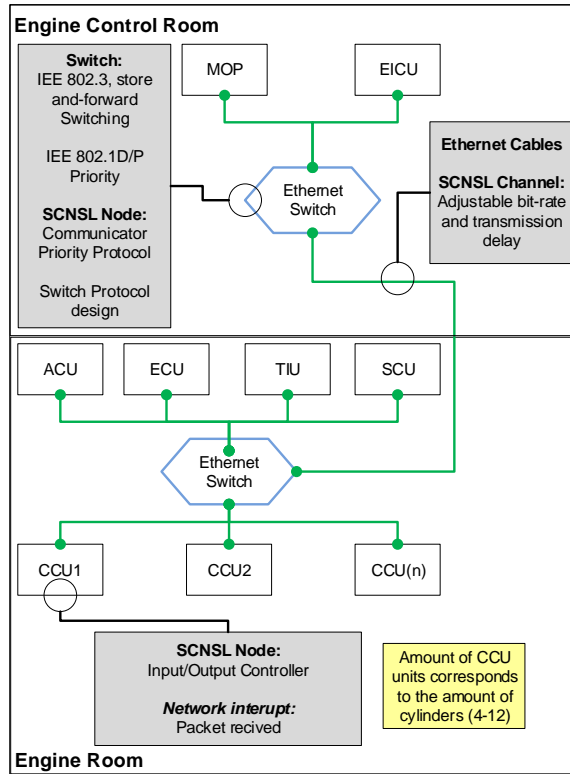 Engine Control Room
Switch:
IEE 802.3, store
and-forward
Switching
IEE 802.1D/P
Priority
SCNSL Node:
Communicator
Priority Protocol
Switch Protocol
design
MOP
EICU
Ethernet
Switch
Ethernet Cables
SCNSL Channel:
Adjustable bit-rate
and transmission
delay
ACU
ECU
TIU
SCU
Ethernet
Switch
CCU1
CCU2
CCU(n)
SCNSL Node:
Input/Output Controller
Network interupt:
Packet recived
Amount of CCU
units corresponds
to the amount of
cylinders (4-12)
Engine Room